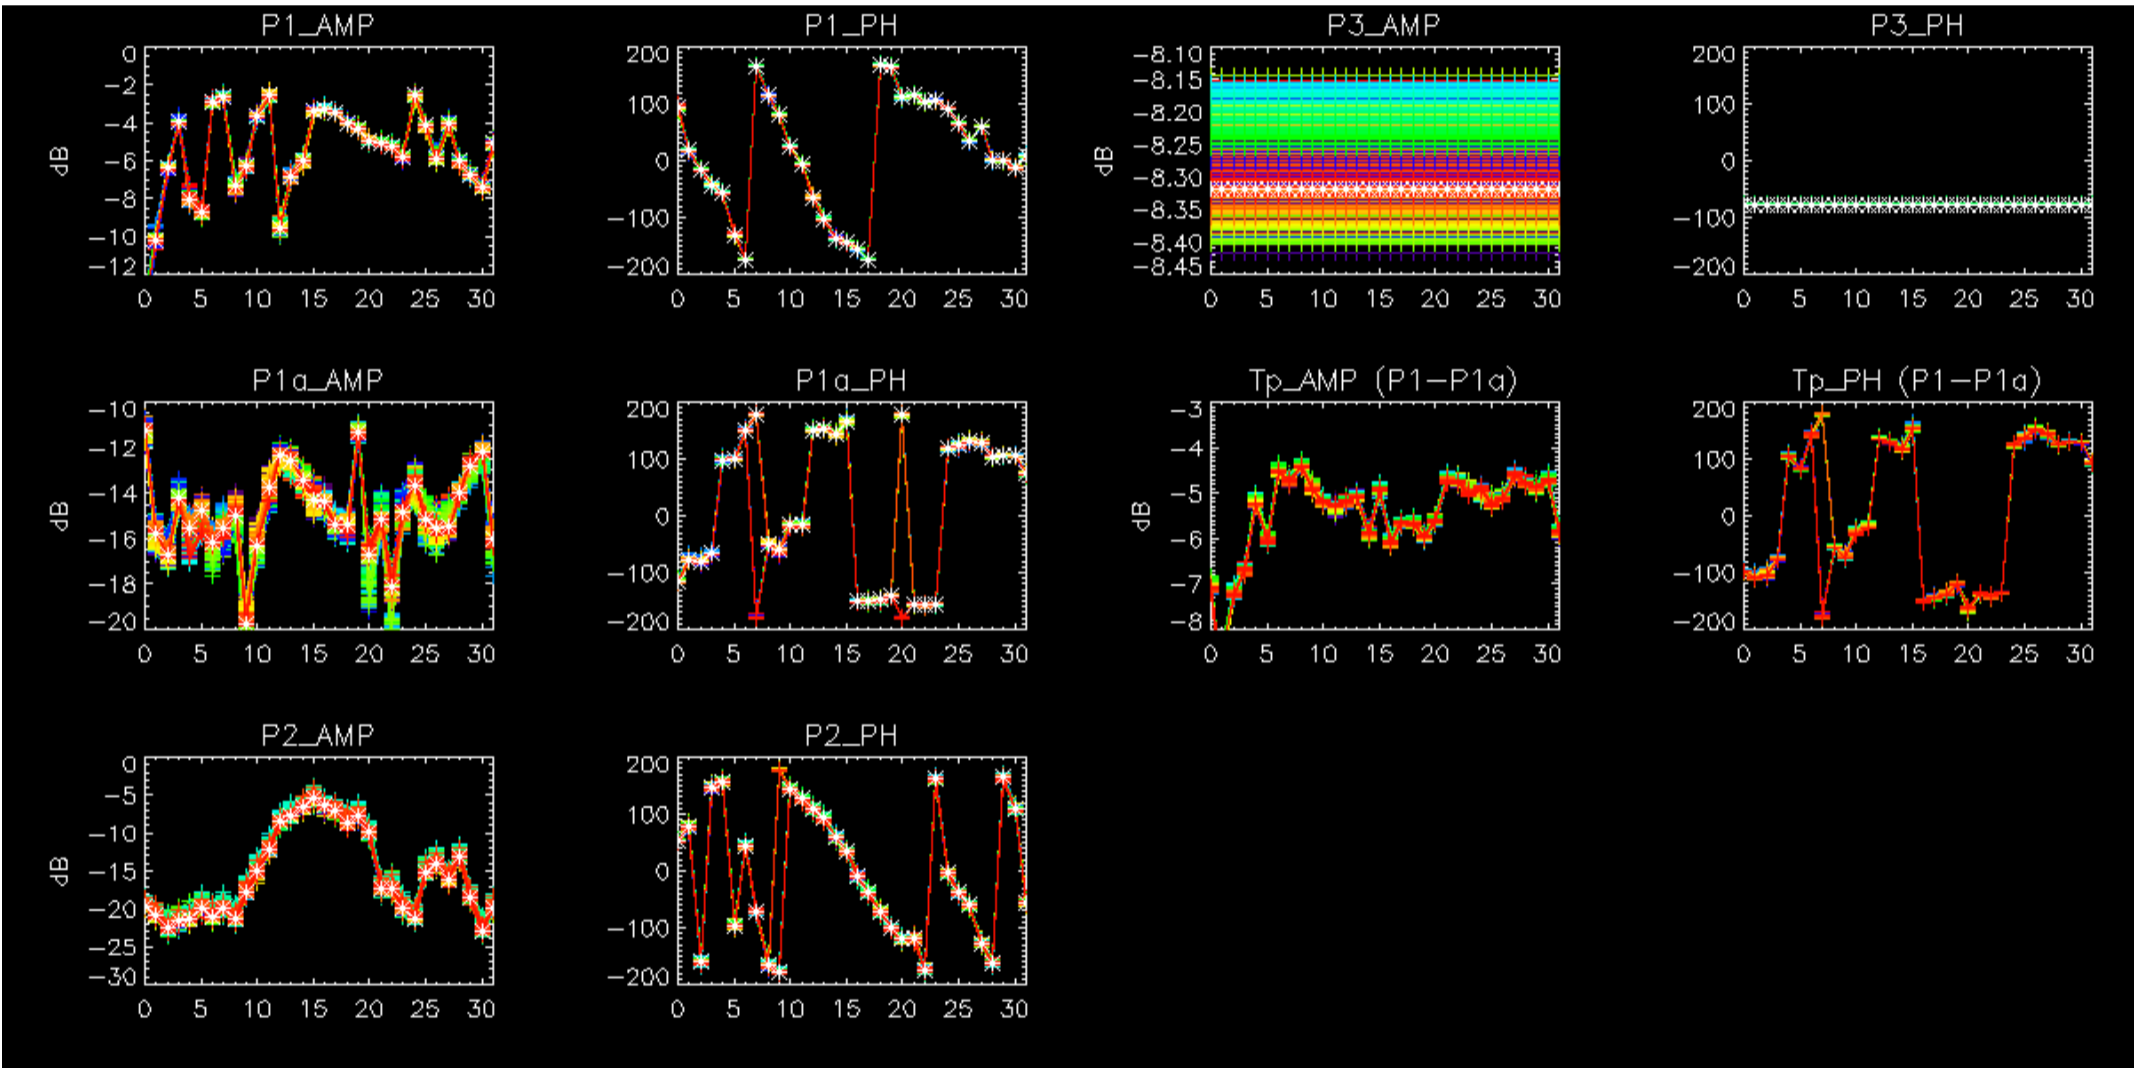 P1_AMP P1_PH P3_AMP P3_PH
0 200 -8.10 200
-2 -8.15
-4 100 -8.20 100
dB -6 0 dB -8.25 0
-8 -8.30
-10 -100 -8.35 -100
-12 -200 -8.40 -200
-8.45
0 5 10 15 20 25 30 0 5 10 15 20 25 30 0 5 10 15 20 25 30 0 5 10 15 20 25 30
P1a_AMP P1a_PH Tp_AMP (P1-P1a) Tp_PH (P1-P1a)
-10 200 -3 200
-12 100 -4 100
-14 0 -5 0
dB dB
-16 -100 -6 -100
-18 -7
-20 -200 -8 -200
0 5 10 15 20 25 30 0 5 10 15 20 25 30 0 5 10 15 20 25 30 0 5 10 15 20 25 30
P2_AMP P2_PH
0 200
-5 100
-10
dB -15 0
-20 -100
-25
-30 -200
0 5 10 15 20 25 30 0 5 10 15 20 25 30